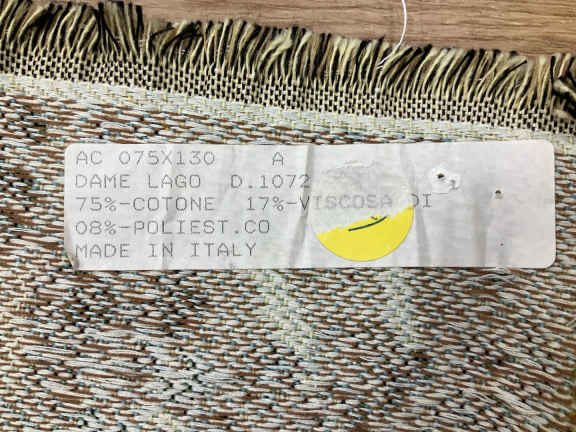 AC 075X130 A
DAME LAGO D.1072
75%-COTONE 17%-VISCOSA DI
08%-POLIEST.CO
MADE IN ITALY